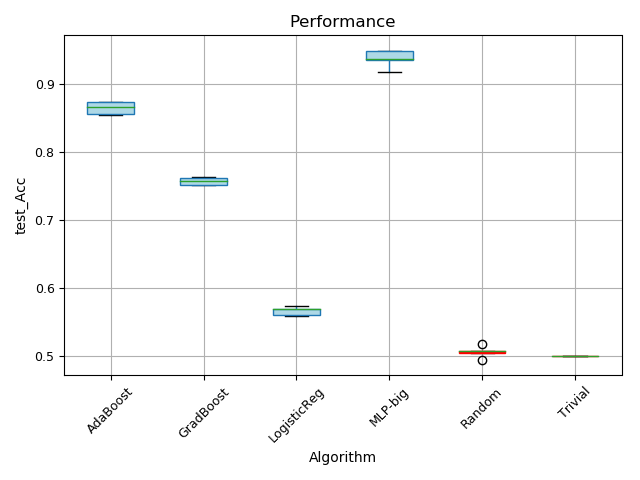 Performance
test_Acc
0.9
0.8
0.7
0.6
0.5
AdaBoost
GradBoost
LogisticReg
MLP-big
Random
Trivial
Algorithm